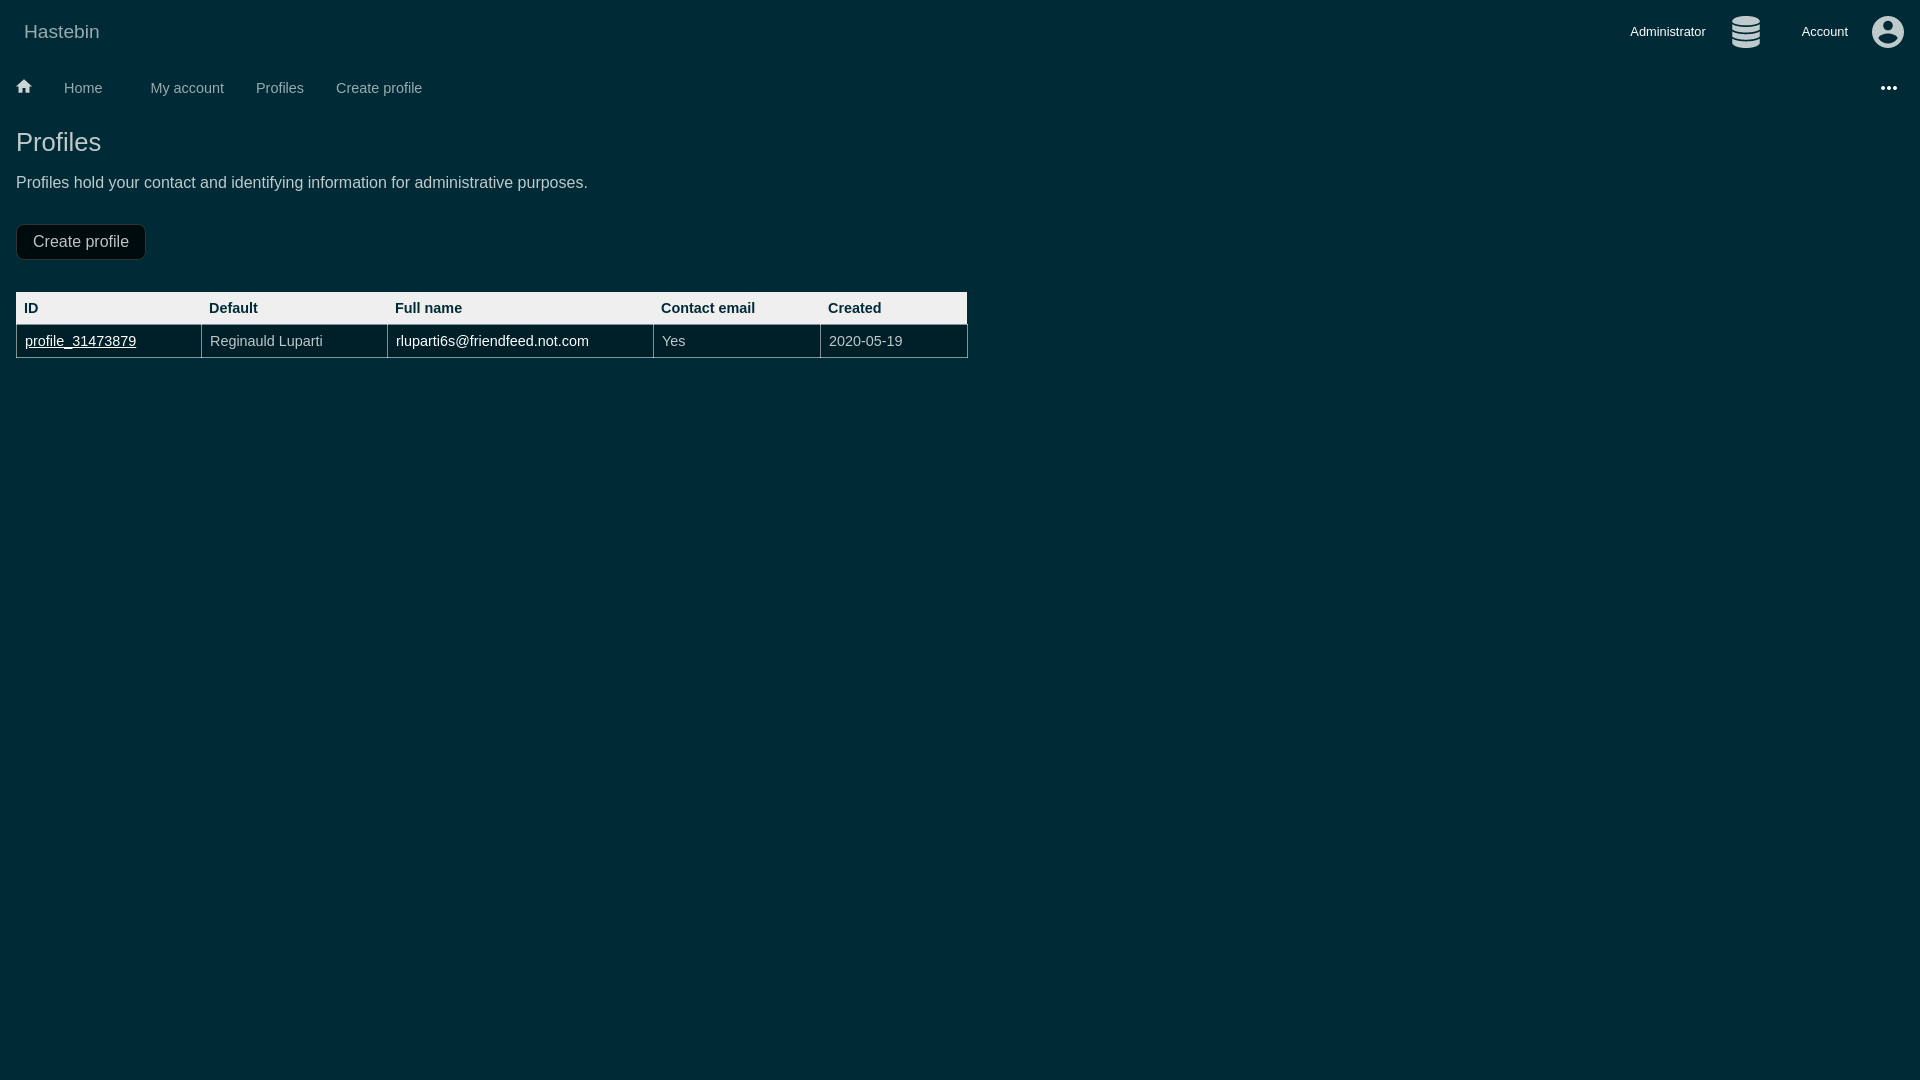 Hastebin
Administrator
Account
Home
My account
Profiles
Create profile
Profiles
Profiles hold your contact and identifying information for administrative purposes.
Create profile
ID Default Full name Contact email Created
profile_31473879 Reginauld Luparti rluparti6s@friendfeed.not.com Yes 2020-05-19